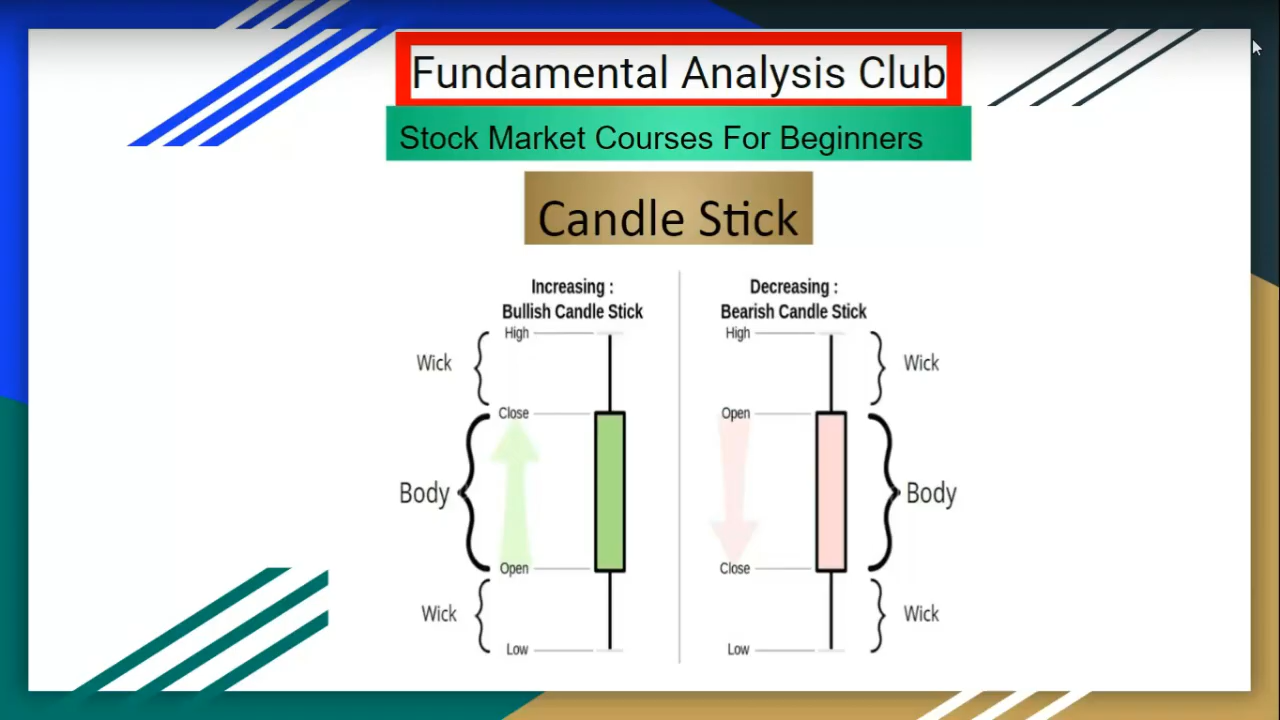 Fundamental Analysis Club
Stock Market Courses For Beginners
Candle Stick
Increasing :
Bullish Candle Stick
High
Wick
Close
Body
Open
Wick
Low
Decreasing :
Bearish Candle Stick
High
Wick
Open
Body
Close
Wick
Low